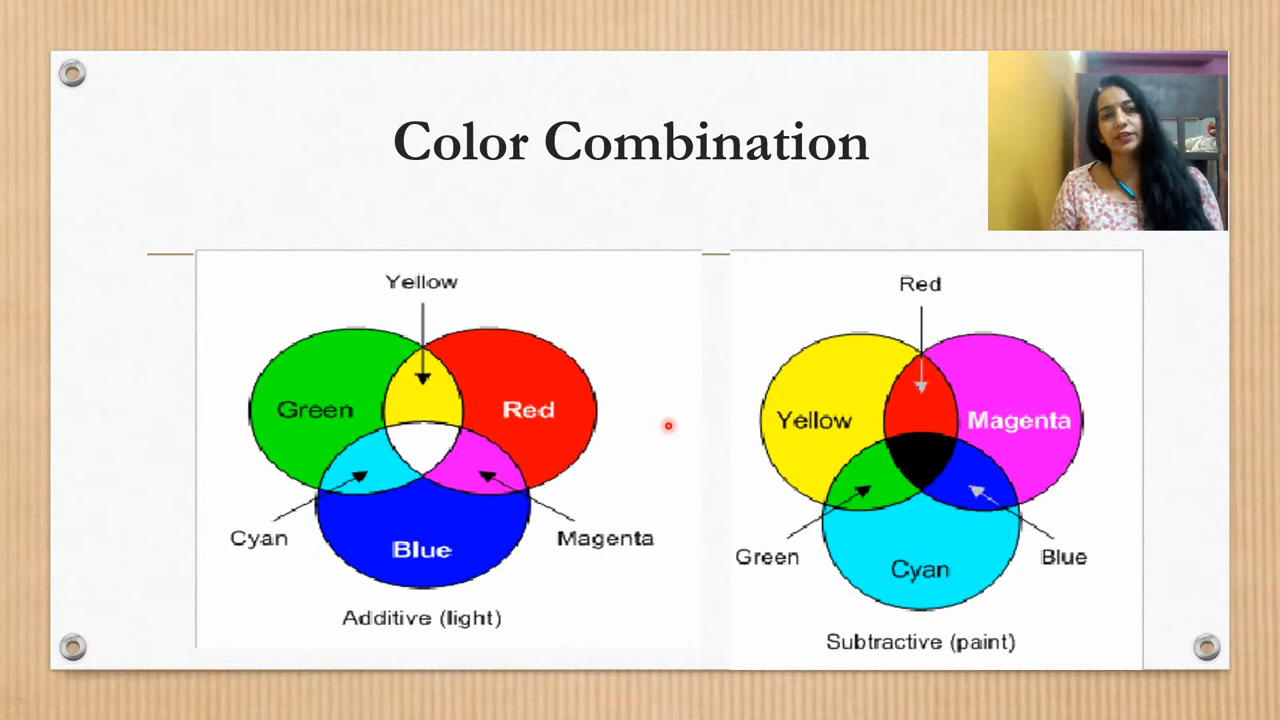 Color Combination
Yellow
Green
Red
Cyan
Magenta
Blue
Additive (light)
Red
Yellow
Magenta
Green
Blue
Cyan
Subtractive (paint)